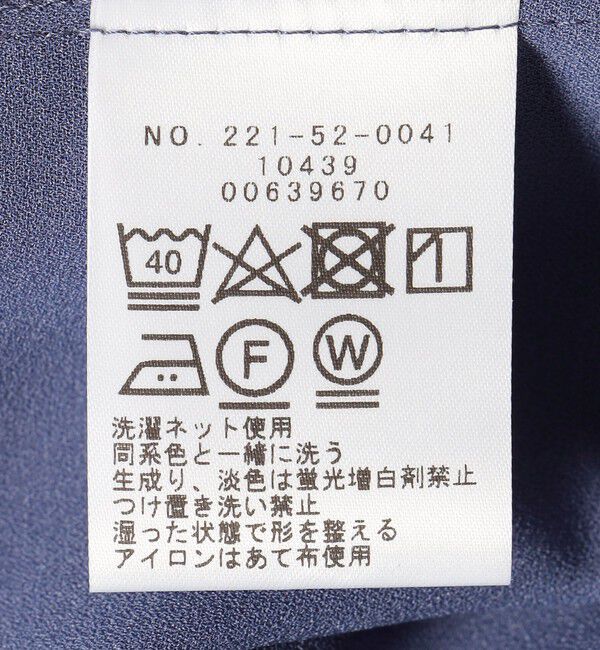 NO. 221-52-0041
10439
00639670
40
F W
洗濯ネット使用
同系色と一緒に洗う
生成り、淡色は蛍光増白剤禁止
つけ置き洗い禁止
湿った状態で形を整える
アイロンはあて布使用